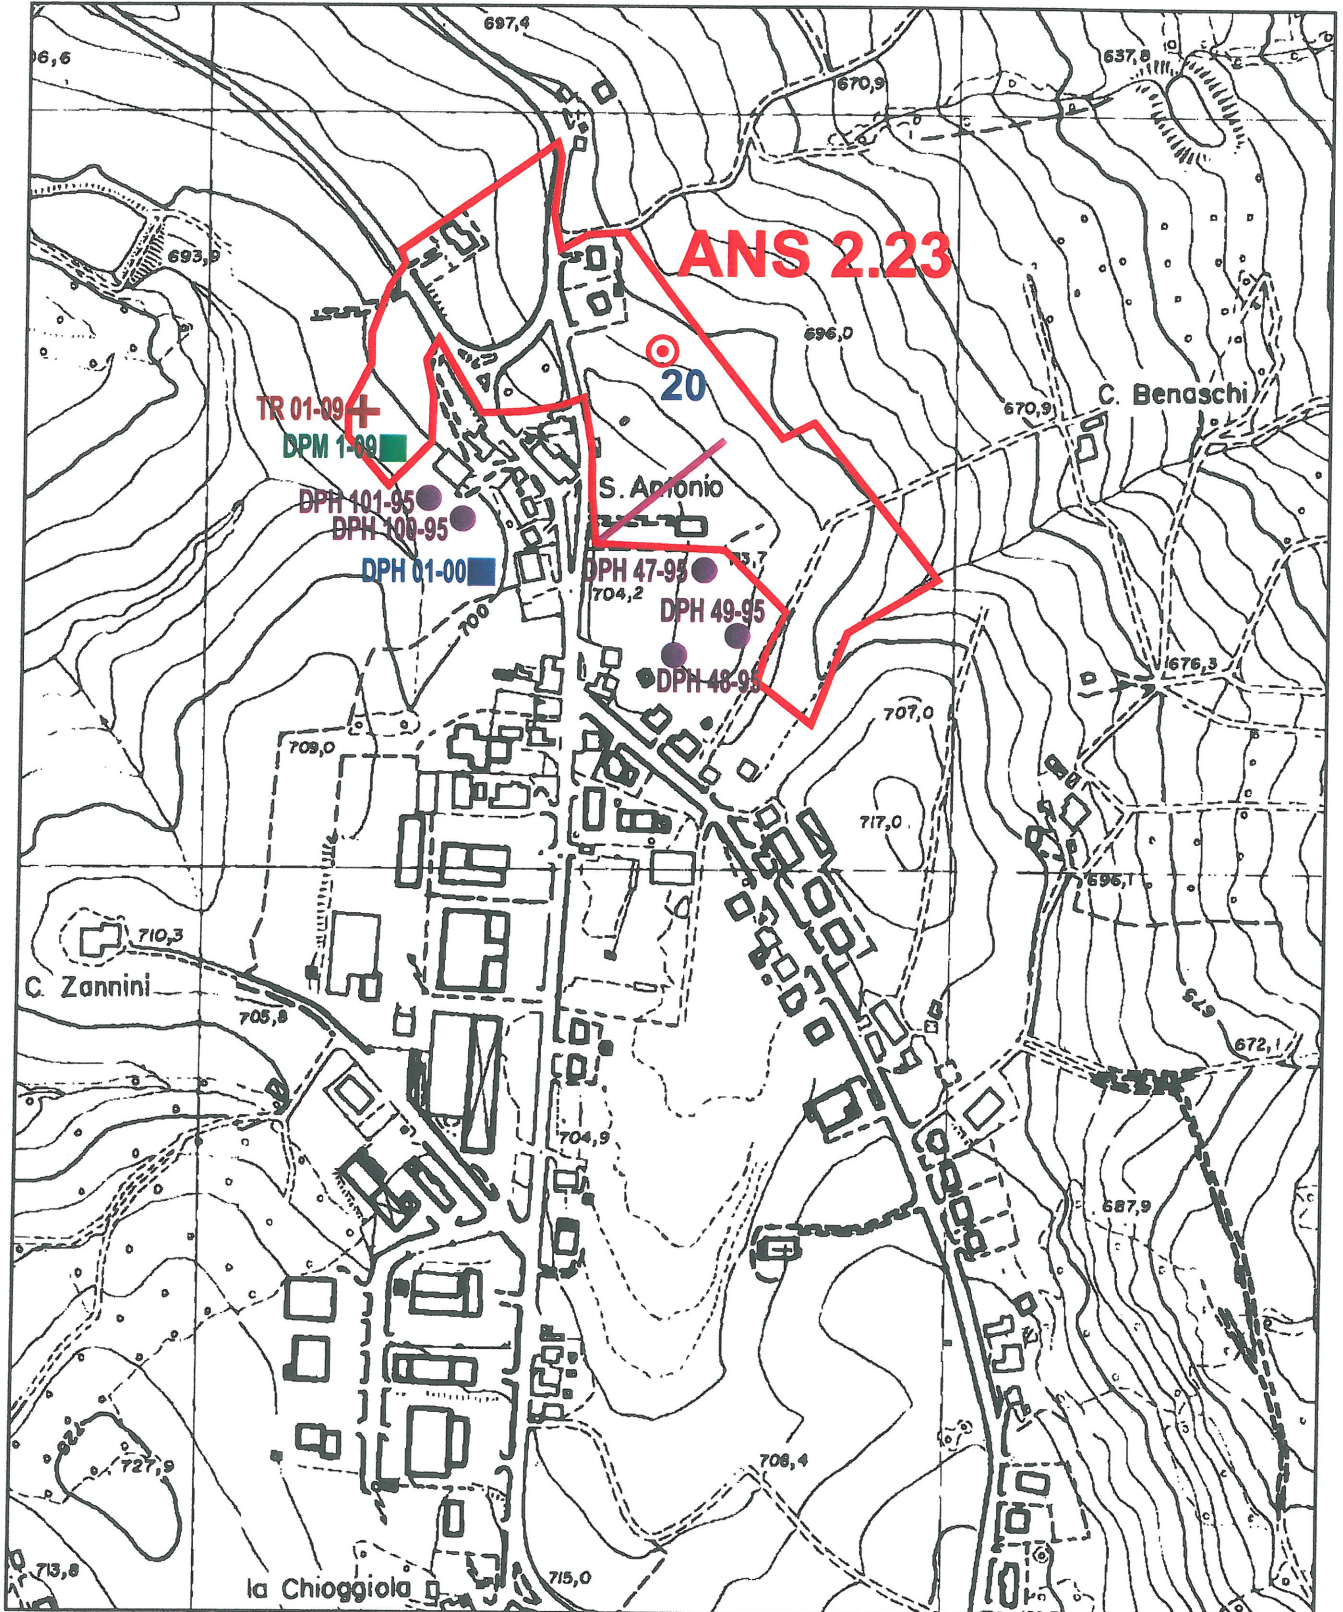 697,4
637,8
670,9
693,9
ANS 2.23
696,0
20
C. Benaschi
670,9
TR 01-09
DPM 1-09
S. Antonio
DPH 101-95
DPH 100-95
DPH 01-00
DPH 47-95
704,2
DPH 49-95
700
DPH 48-95
676,3
707,0
709,0
717,0
696,1
710,3
C. Zannini
705,8
675
672,1
704,9
687,9
708,4
727,9
713,8
la Chioggiola
715,0